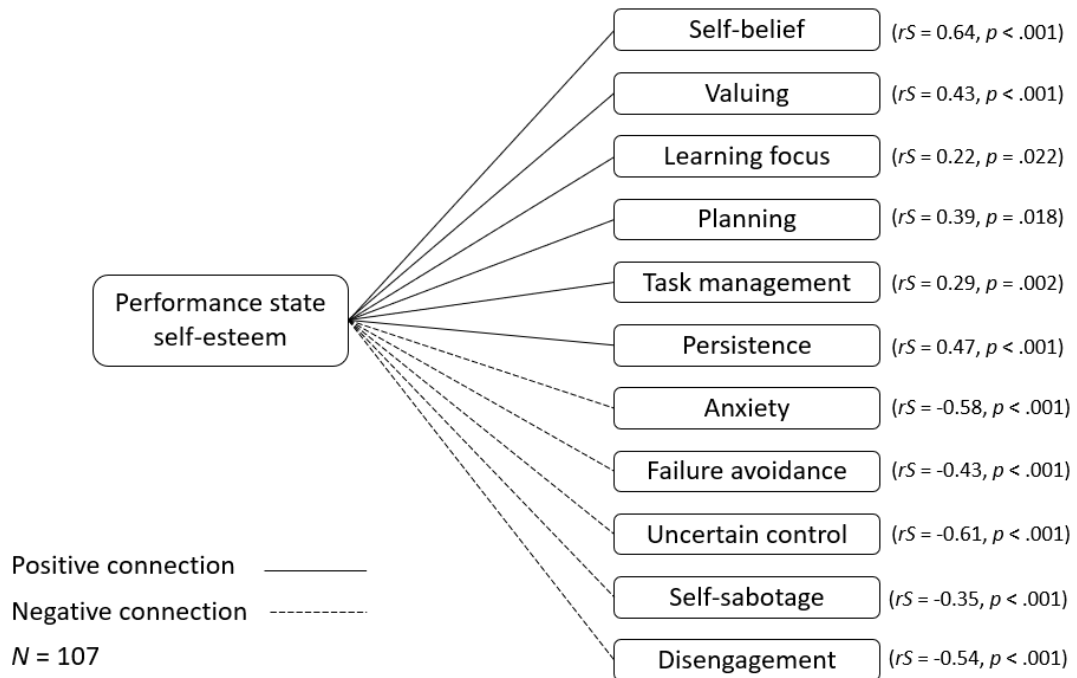 Self-belief (rS = 0.64, p < .001)
Valuing (rS = 0.43, p < .001)
Learning focus (rS = 0.22, p = .022)
Planning (rS = 0.39, p = .018)
Task management (rS = 0.29, p = .002)
Performance state
self-esteem
Persistence (rS = 0.47, p < .001)
Anxiety (rS = -0.58, p < .001)
Failure avoidance (rS = -0.43, p < .001)
Uncertain control (rS = -0.61, p < .001)
Self-sabotage (rS = -0.35, p < .001)
Disengagement (rS = -0.54, p < .001)
Positive connection
Negative connection
N = 107